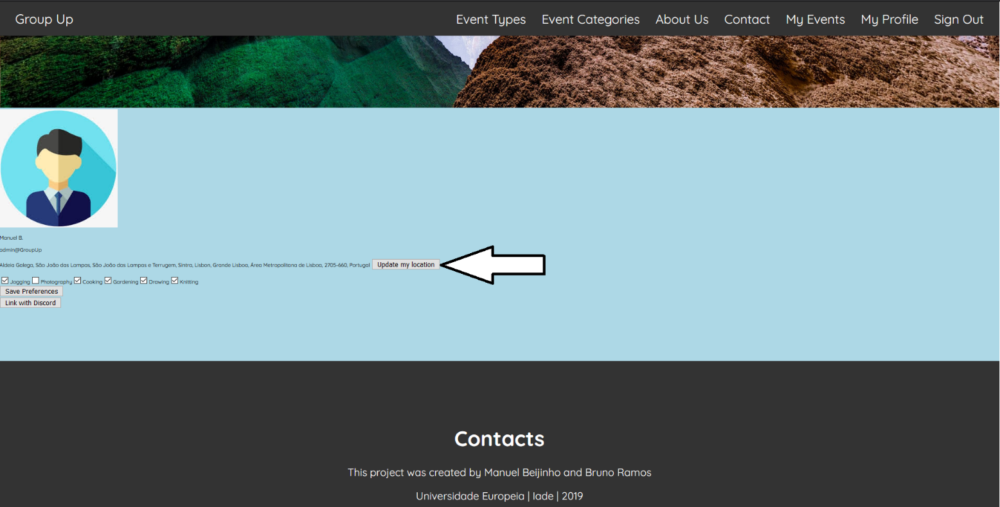 Group Up Event Types Event Categories About Us Contact My Events My Profile Sign Out
Manuel B.
admin@GroupUp
Aldeia Galega, São João das Lampas, São João das Lampas e Terrugem, Sintra, Lisbon, Grande Lisboa, Área Metropolitana de Lisboa, 2705-660, Portugal Update my location
Jogging Photography Cooking Gardening Drawing Knitting
Save Preferences
Link with Discord
Contacts
This project was created by Manuel Beijinho and Bruno Ramos
Universidade Europeia | Iade | 2019